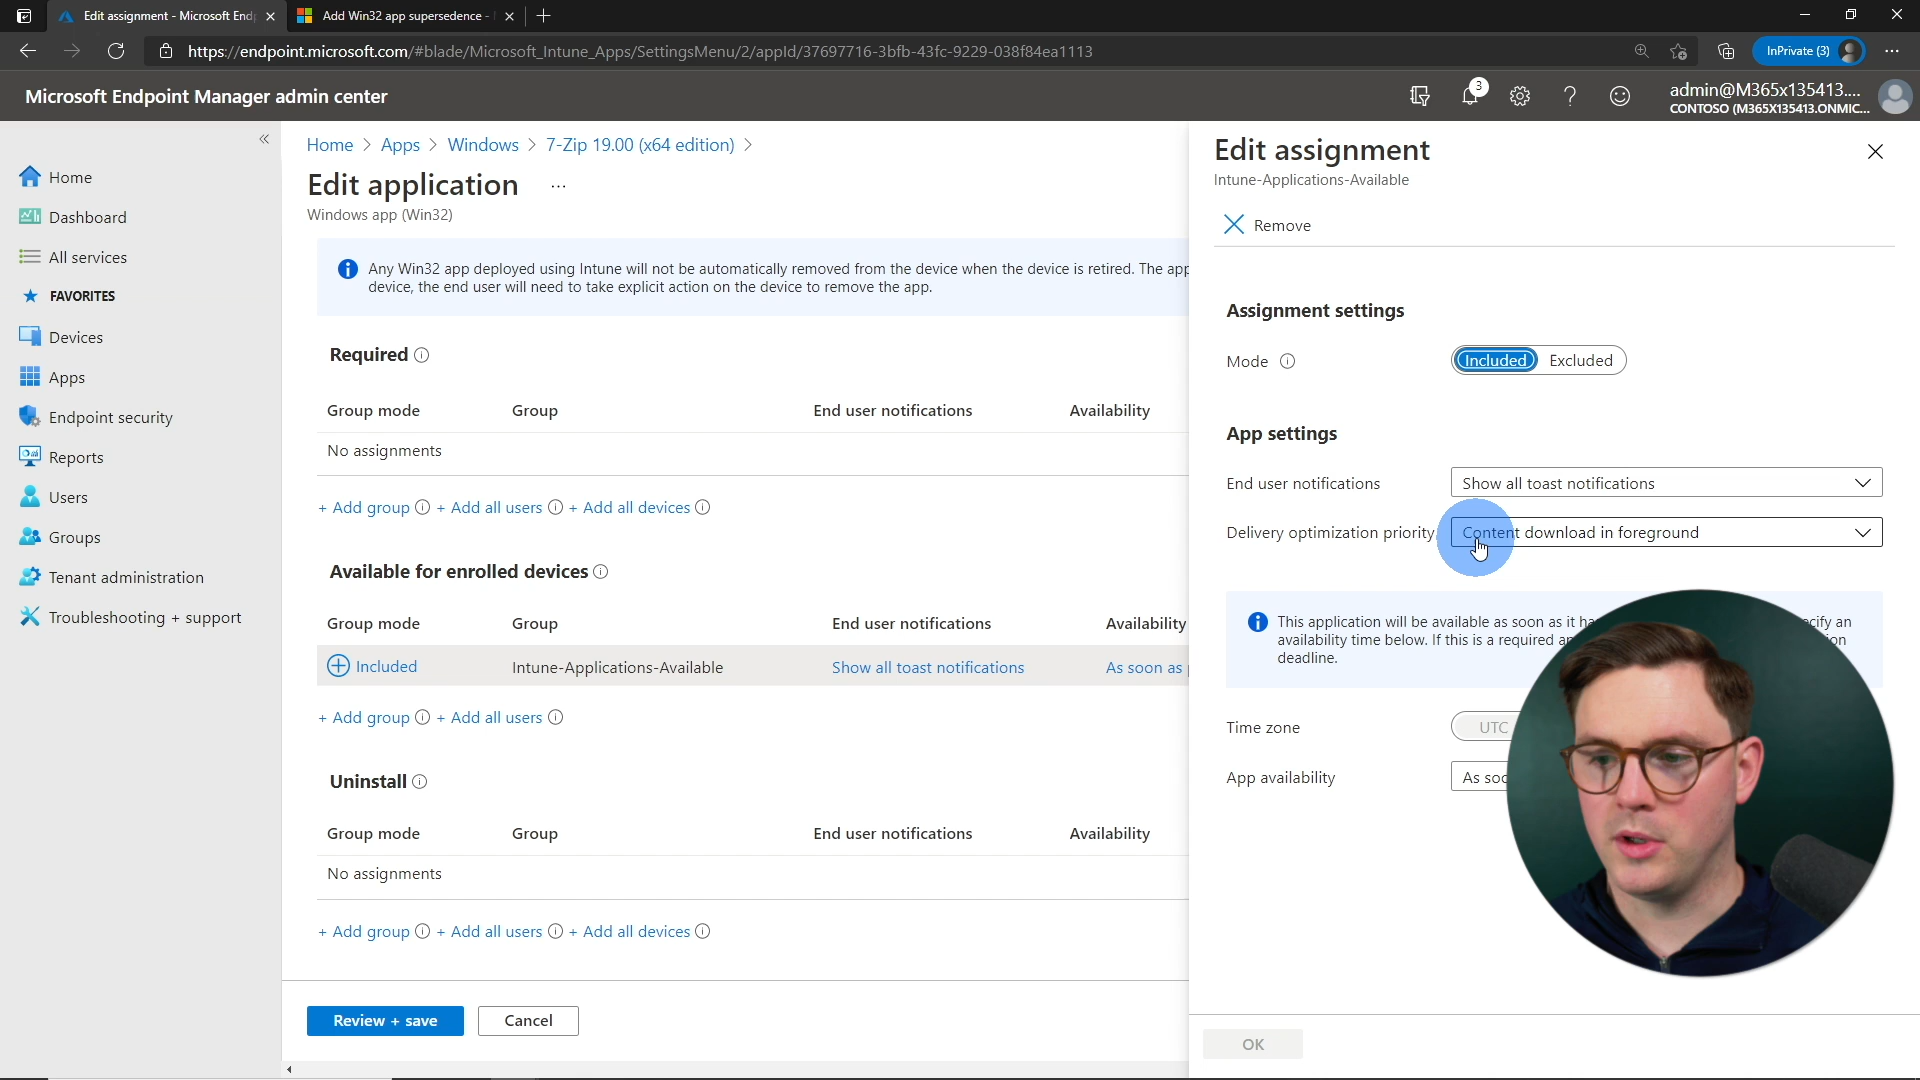 Edit assignment - Microsoft Endp
Add Win32 app supersedence -
https://endpoint.microsoft.com/#blade/Microsoft_Intune_Apps/SettingsMenu/2/appId/37697716-3bfb-43fc-9229-038f84ea1113
InPrivate (3)
Microsoft Endpoint Manager admin center
3
admin@M365x135413....
CONTOSO (M365X135413.ONMIC...
Home
Dashboard
All services
FAVORITES
Devices
Apps
Endpoint security
Reports
Users
Groups
Tenant administration
Troubleshooting + support
Home > Apps > Windows > 7-Zip 19.00 (x64 edition) >
Edit application ...
Windows app (Win32)
Any Win32 app deployed using Intune will not be automatically removed from the device when the device is retired. The app
device, the end user will need to take explicit action on the device to remove the app.
Required
Group mode Group End user notifications Availability
No assignments
+ Add group + Add all users + Add all devices
Available for enrolled devices
Group mode Group End user notifications Availability
Included Intune-Applications-Available Show all toast notifications As soon as
+ Add group + Add all users
Uninstall
Group mode Group End user notifications Availability
No assignments
+ Add group + Add all users + Add all devices
Review + save Cancel
Edit assignment
Intune-Applications-Available
Remove
Assignment settings
Mode Included Excluded
App settings
End user notifications Show all toast notifications
Delivery optimization priority Content download in foreground
This application will be available as soon as it
availability time below. If this is a required
deadline.
Time zone UTC
App availability As
OK